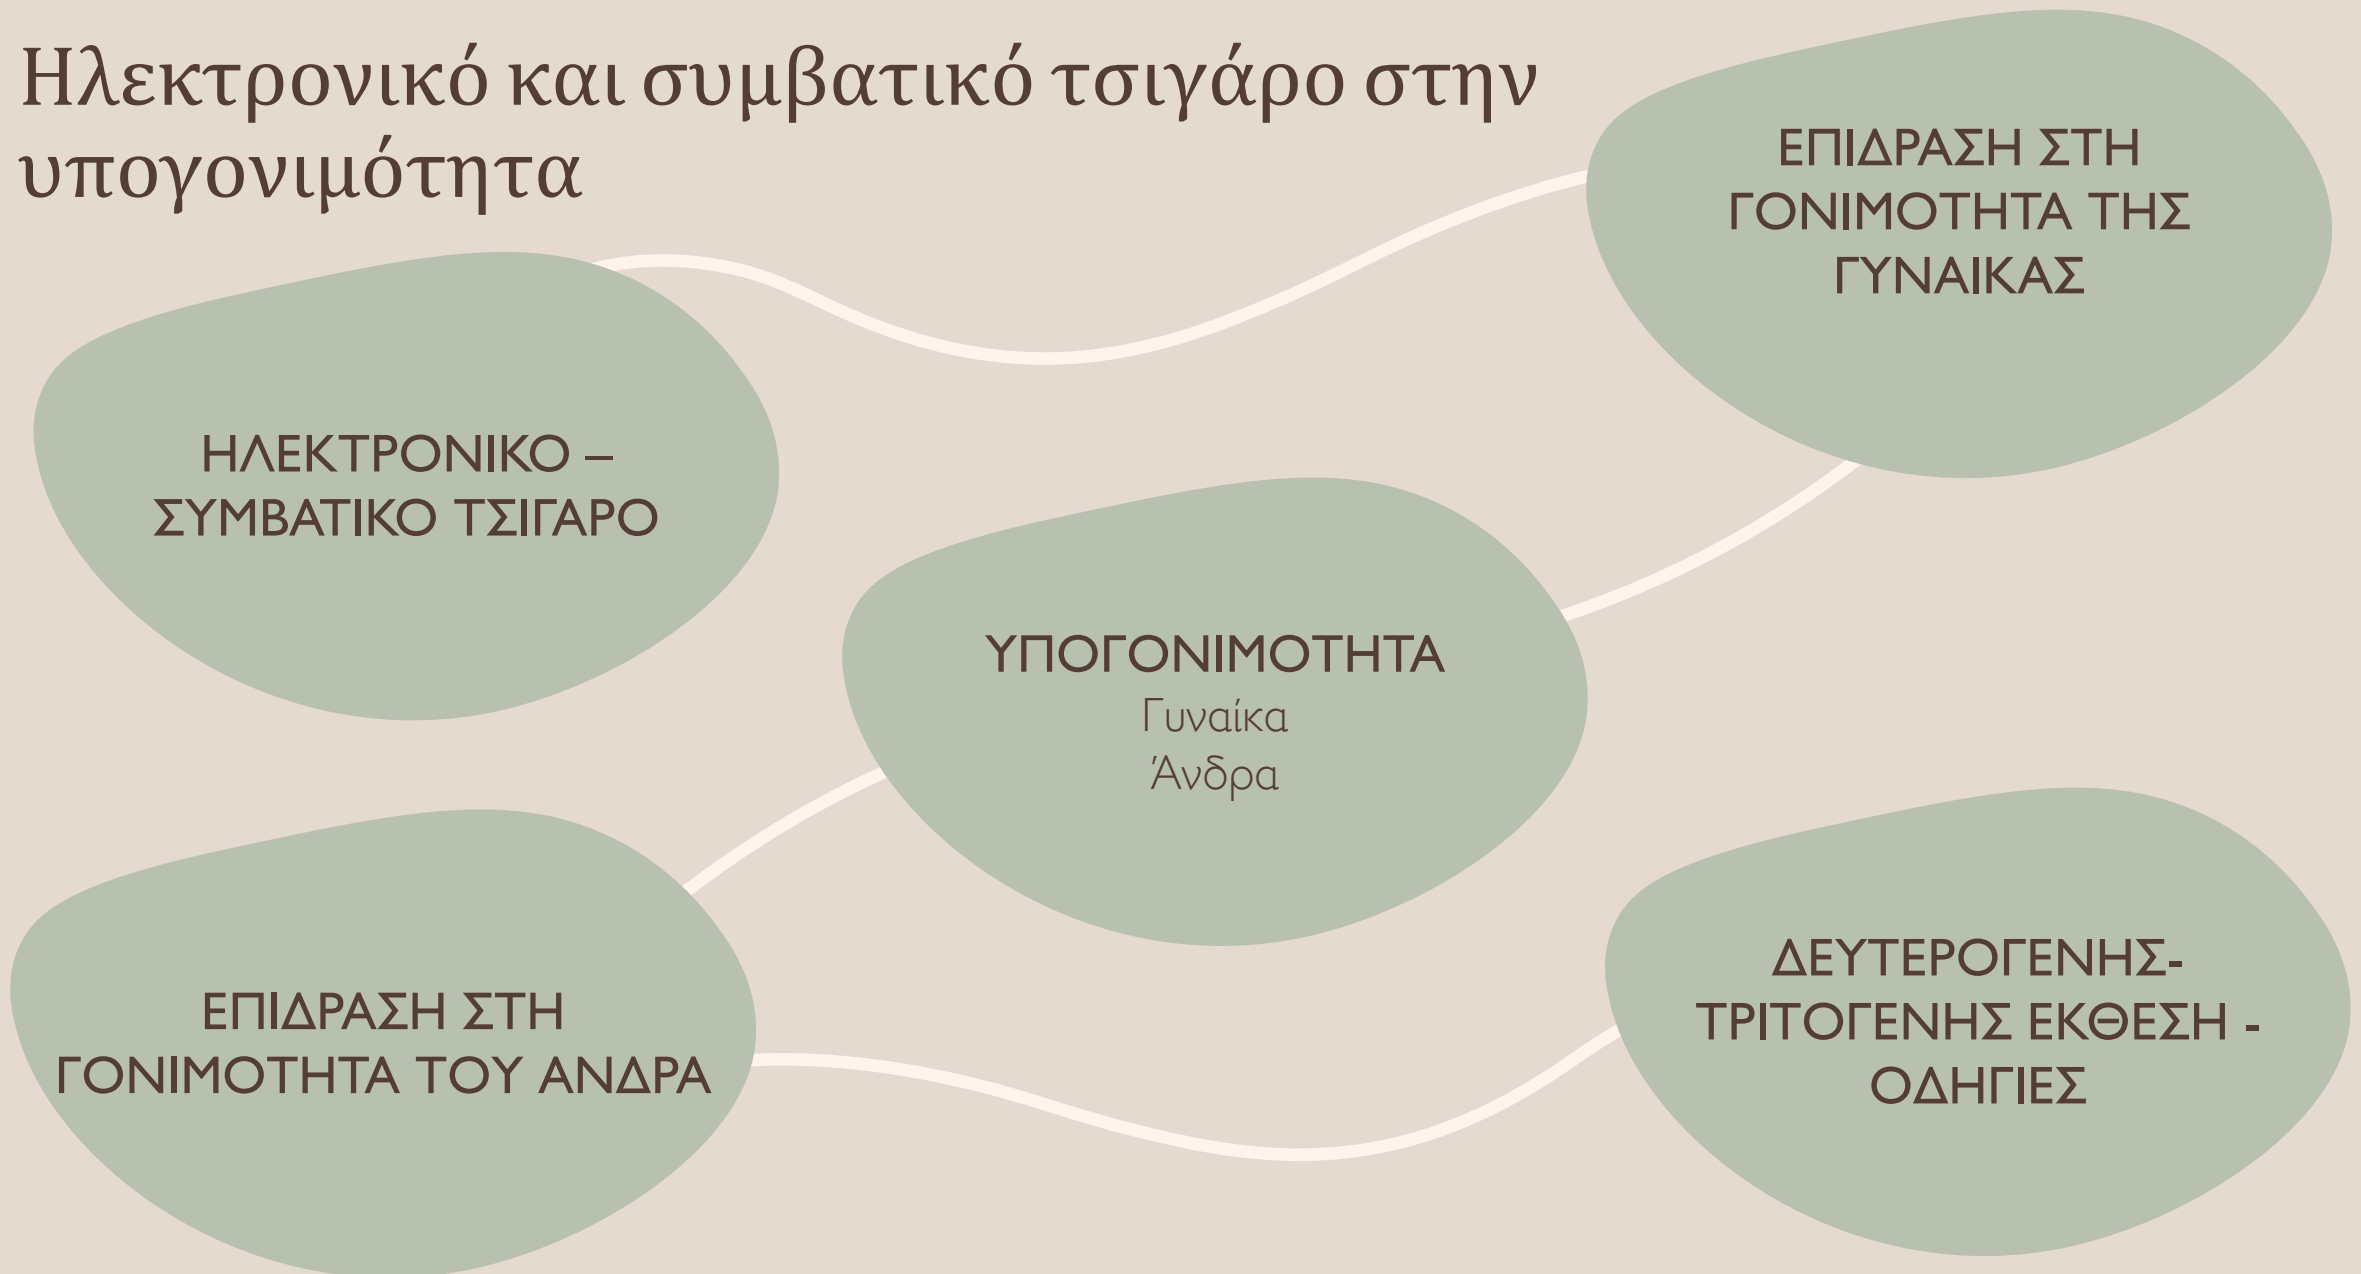 Ηλεκτρονικό και συμβατικό τσιγάρο στην
υπογονιμότητα
ΗΛΕΚΤΡΟΝΙΚΟ –
ΣΥΜΒΑΤΙΚΟ ΤΣΙΓΑΡΟ
ΕΠΙΔΡΑΣΗ ΣΤΗ
ΓΟΝΙΜΟΤΗΤΑ ΤΗΣ
ΓΥΝΑΙΚΑΣ
ΥΠΟΓΟΝΙΜΟΤΗΤΑ
Γυναίκα
Άνδρα
ΕΠΙΔΡΑΣΗ ΣΤΗ
ΓΟΝΙΜΟΤΗΤΑ ΤΟΥ ΑΝΔΡΑ
ΔΕΥΤΕΡΟΓΕΝΗΣ-
ΤΡΙΤΟΓΕΝΗΣ ΕΚΘΕΣΗ -
ΟΔΗΓΙΕΣ